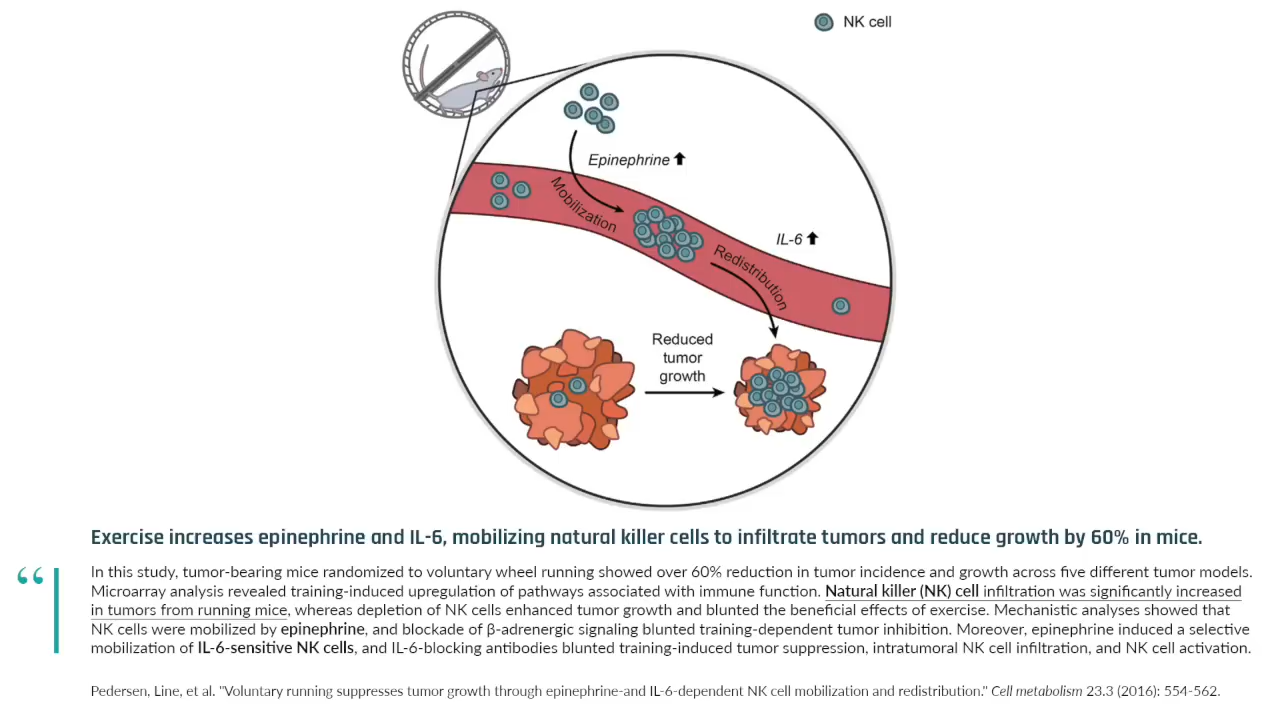 NK cell
Epinephrine
Mobilization
IL-6
Redistribution
Reduced
tumor
growth
Exercise increases epinephrine and IL-6, mobilizing natural killer cells to infiltrate tumors and reduce growth by 60% in mice.
“
In this study, tumor-bearing mice randomized to voluntary wheel running showed over 60% reduction in tumor incidence and growth across five different tumor models.
Microarray analysis revealed training-induced upregulation of pathways associated with immune function. Natural killer (NK) cell infiltration was significantly increased
in tumors from running mice, whereas depletion of NK cells enhanced tumor growth and blunted the beneficial effects of exercise. Mechanistic analyses showed that
NK cells were mobilized by epinephrine, and blockade of β-adrenergic signaling blunted training-dependent tumor inhibition. Moreover, epinephrine induced a selective
mobilization of IL-6-sensitive NK cells, and IL-6-blocking antibodies blunted training-induced tumor suppression, intratumoral NK cell infiltration, and NK cell activation.
Pedersen, Line, et al. "Voluntary running suppresses tumor growth through epinephrine-and IL-6-dependent NK cell mobilization and redistribution." Cell metabolism 23.3 (2016): 554-562.